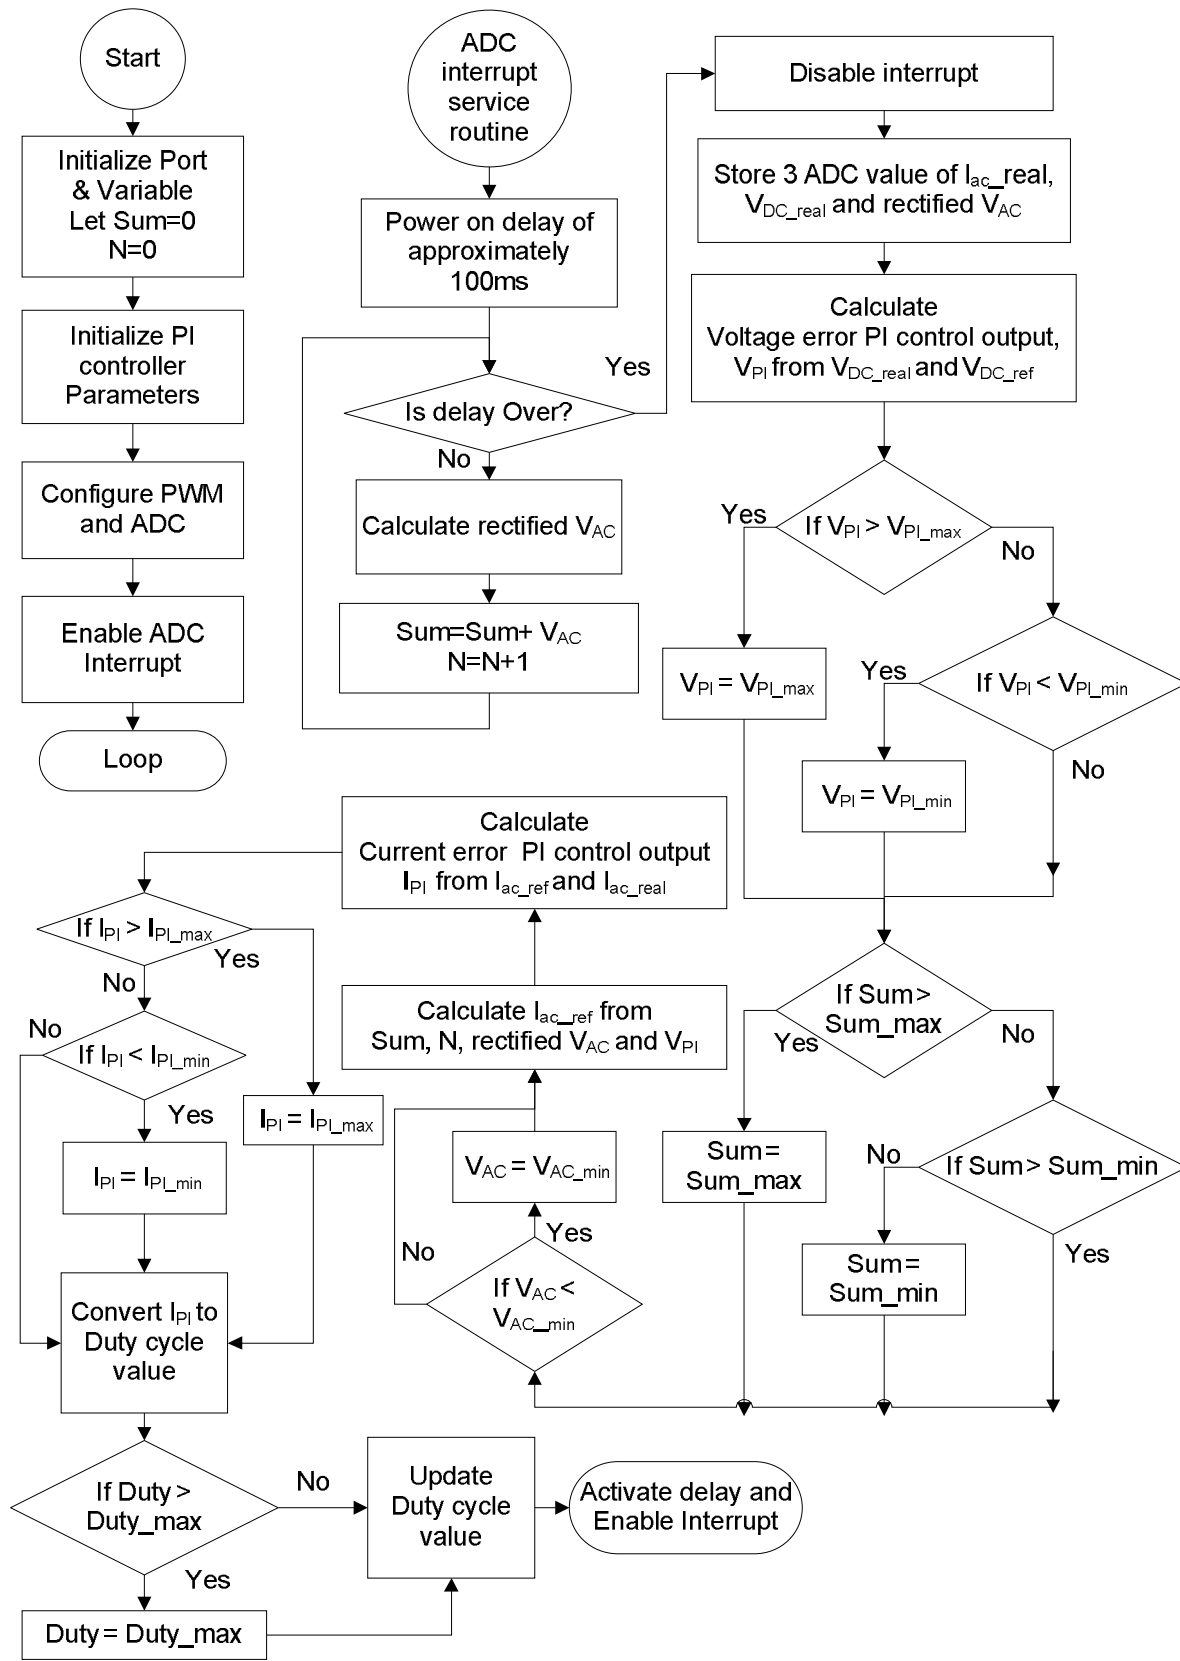 Start
Initialize Port
& Variable
Let Sum=0
N=0
Initialize PI
controller
Parameters
Configure PWM
and ADC
Enable ADC
Interrupt
Loop
ADC
interrupt
service
routine
Power on delay of
approximately
100ms
Is delay Over?
Yes
No
Calculate rectified VAC
Sum=Sum+ VAC
N=N+1
Disable interrupt
Store 3 ADC value of Iac_real,
VDC_real and rectified VAC
Calculate
Voltage error PI control output,
VPI from VDC_real and VDC_ref
If VPI > VPI_max
Yes
No
VPI = VPI_max
If VPI < VPI_min
Yes
No
VPI = VPI_min
If Sum >
Sum_max
Yes
No
Sum =
Sum_max
If Sum > Sum_min
No
Yes
Sum =
Sum_min
If VAC <
VAC_min
Yes
No
VAC = VAC_min
Calculate Iac_ref from
Sum, N, rectified VAC and VPI
Calculate
Current error PI control output
IPI from Iac_ref and Iac_real
If IPI > IPI_max
Yes
No
If IPI < IPI_min
No
Yes
IPI = IPI_max
IPI = IPI_min
Convert IPI to
Duty cycle
value
If Duty >
Duty_max
No
Yes
Duty = Duty_max
Update
Duty cycle
value
Activate delay and
Enable Interrupt